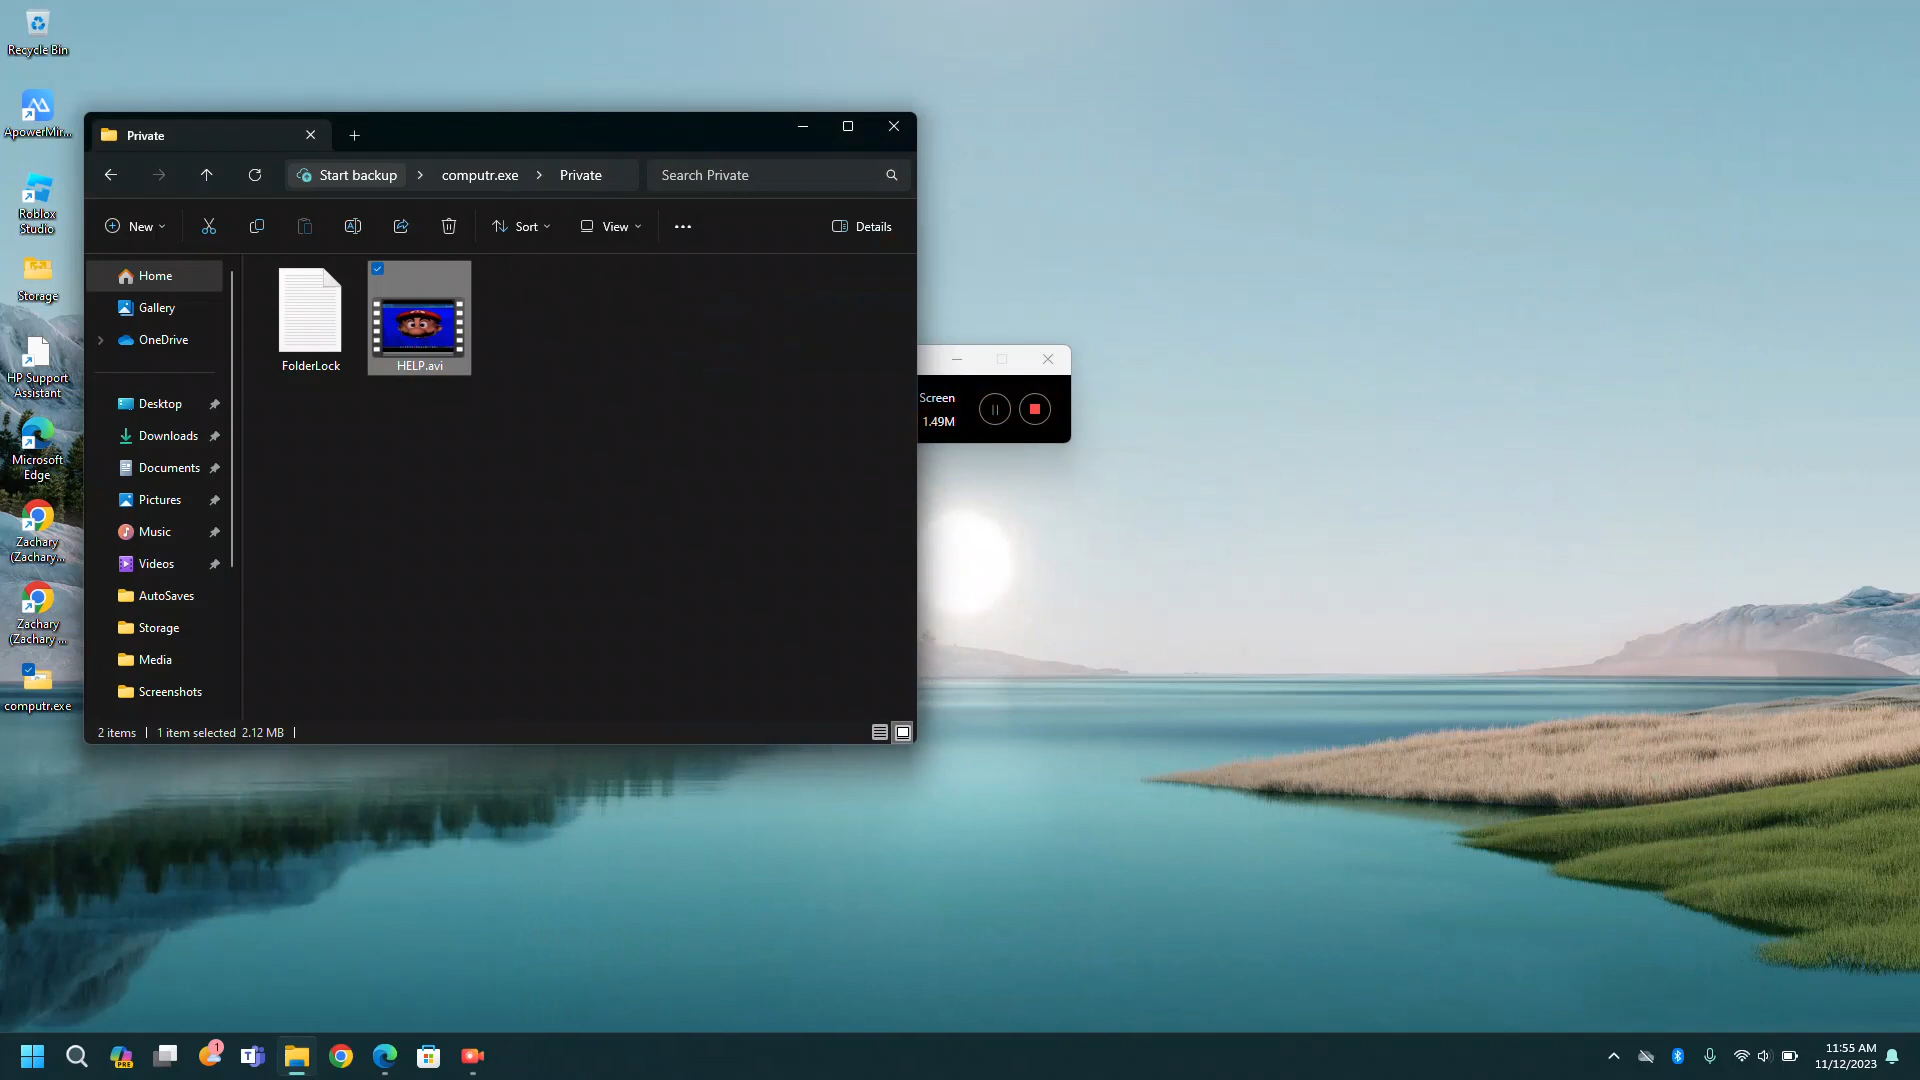 Recycle Bin
ApowerMir...
Roblox
Studio
Storage
HP Support
Assistant
Microsoft
Edge
Zachary
(Zachary...
Zachary
(Zachary ...
computr.exe
Private
Start backup
computr.exe
Private
Search Private
New
Sort
View
Details
Home
Gallery
OneDrive
Desktop
Downloads
Documents
Pictures
Music
Videos
AutoSaves
Storage
Media
Screenshots
FolderLock
HELP.avi
2 items
1 item selected 2.12 MB
Screen
1.49M
PRE
1
11:55 AM
11/12/2023